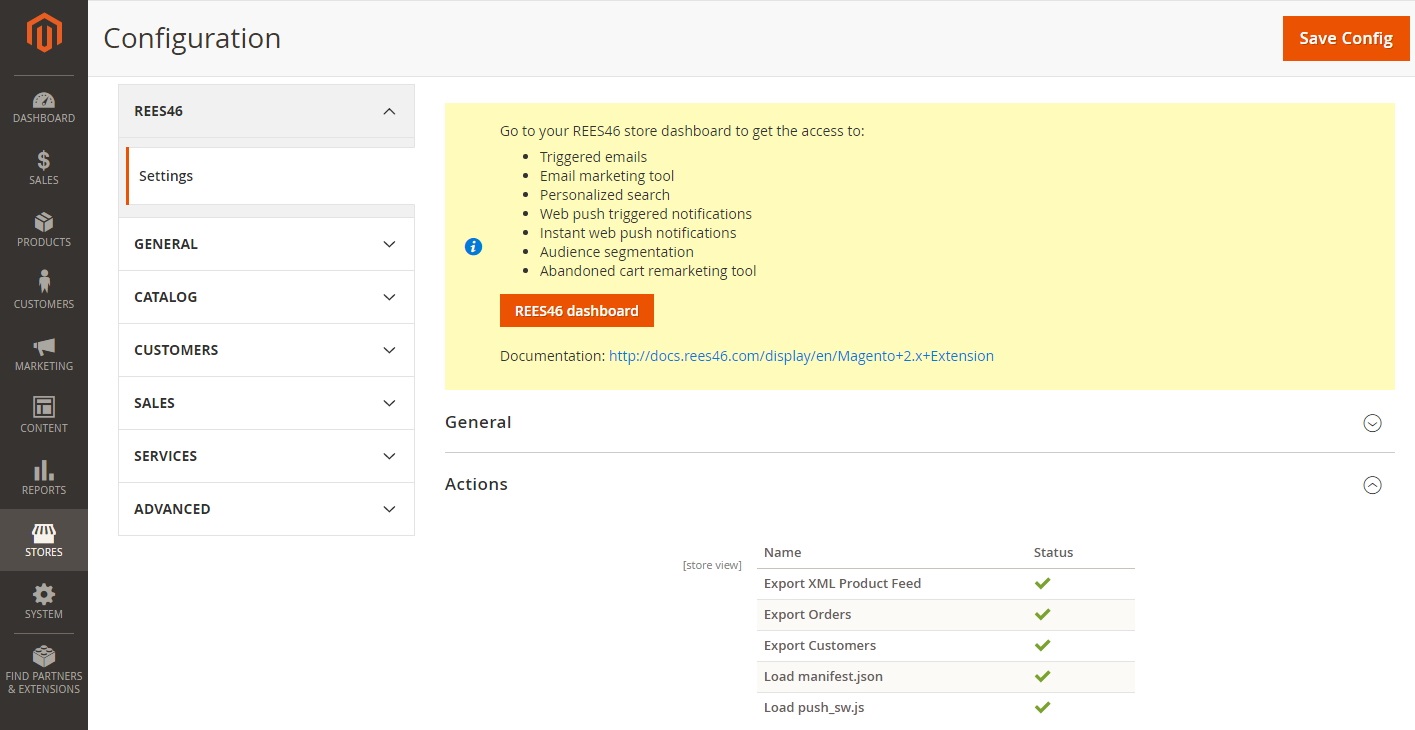 Configuration
Save Config
DASHBOARD
SALES
PRODUCTS
CUSTOMERS
MARKETING
CONTENT
REPORTS
STORES
SYSTEM
FIND PARTNERS
& EXTENSIONS
REES46
Settings
GENERAL
CATALOG
CUSTOMERS
SALES
SERVICES
ADVANCED
Go to your REES46 store dashboard to get the access to:
Triggered emails
Email marketing tool
Personalized search
Web push triggered notifications
Instant web push notifications
Audience segmentation
Abandoned cart remarketing tool
REES46 dashboard
Documentation: http://docs.rees46.com/display/en/Magento+2.x+Extension
General
Actions
[store view]
Name Status
Export XML Product Feed
Export Orders
Export Customers
Load manifest.json
Load push_sw.js